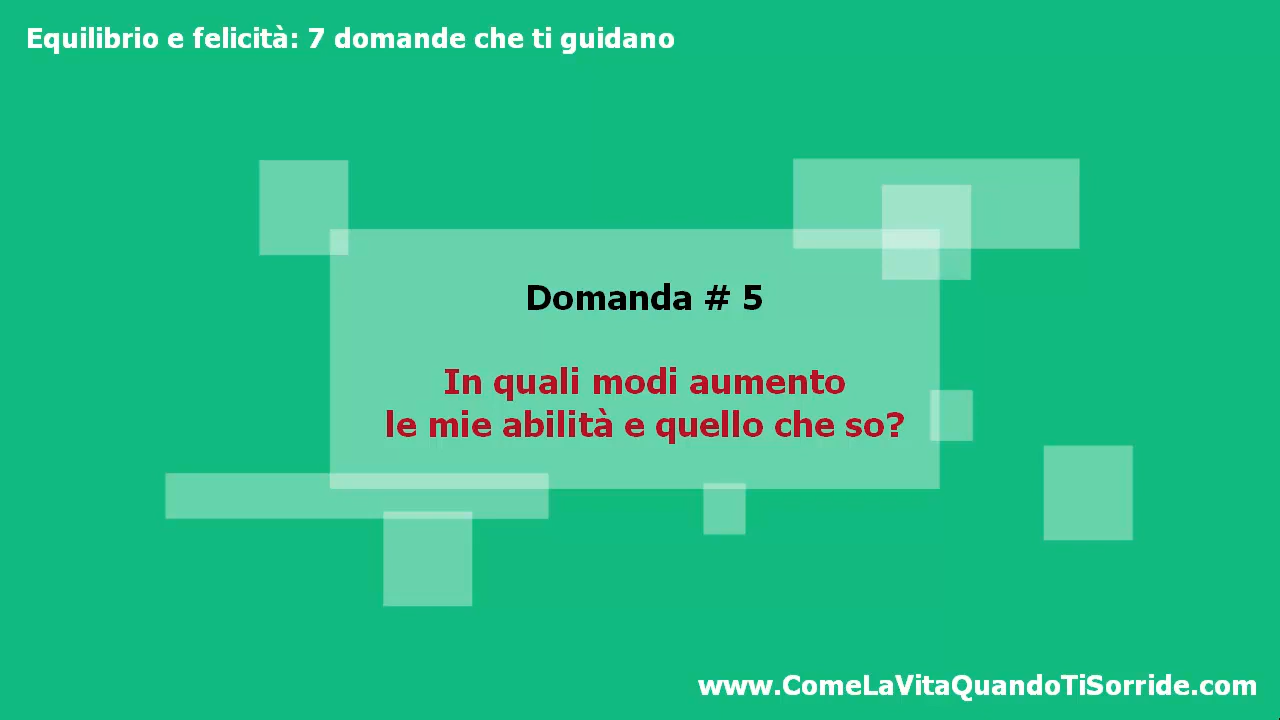 Equilibrio e felicità: 7 domande che ti guidano
Domanda # 5
In quali modi aumento
le mie abilità e quello che so?
www.ComeLaVitaQuandoTiSorride.com